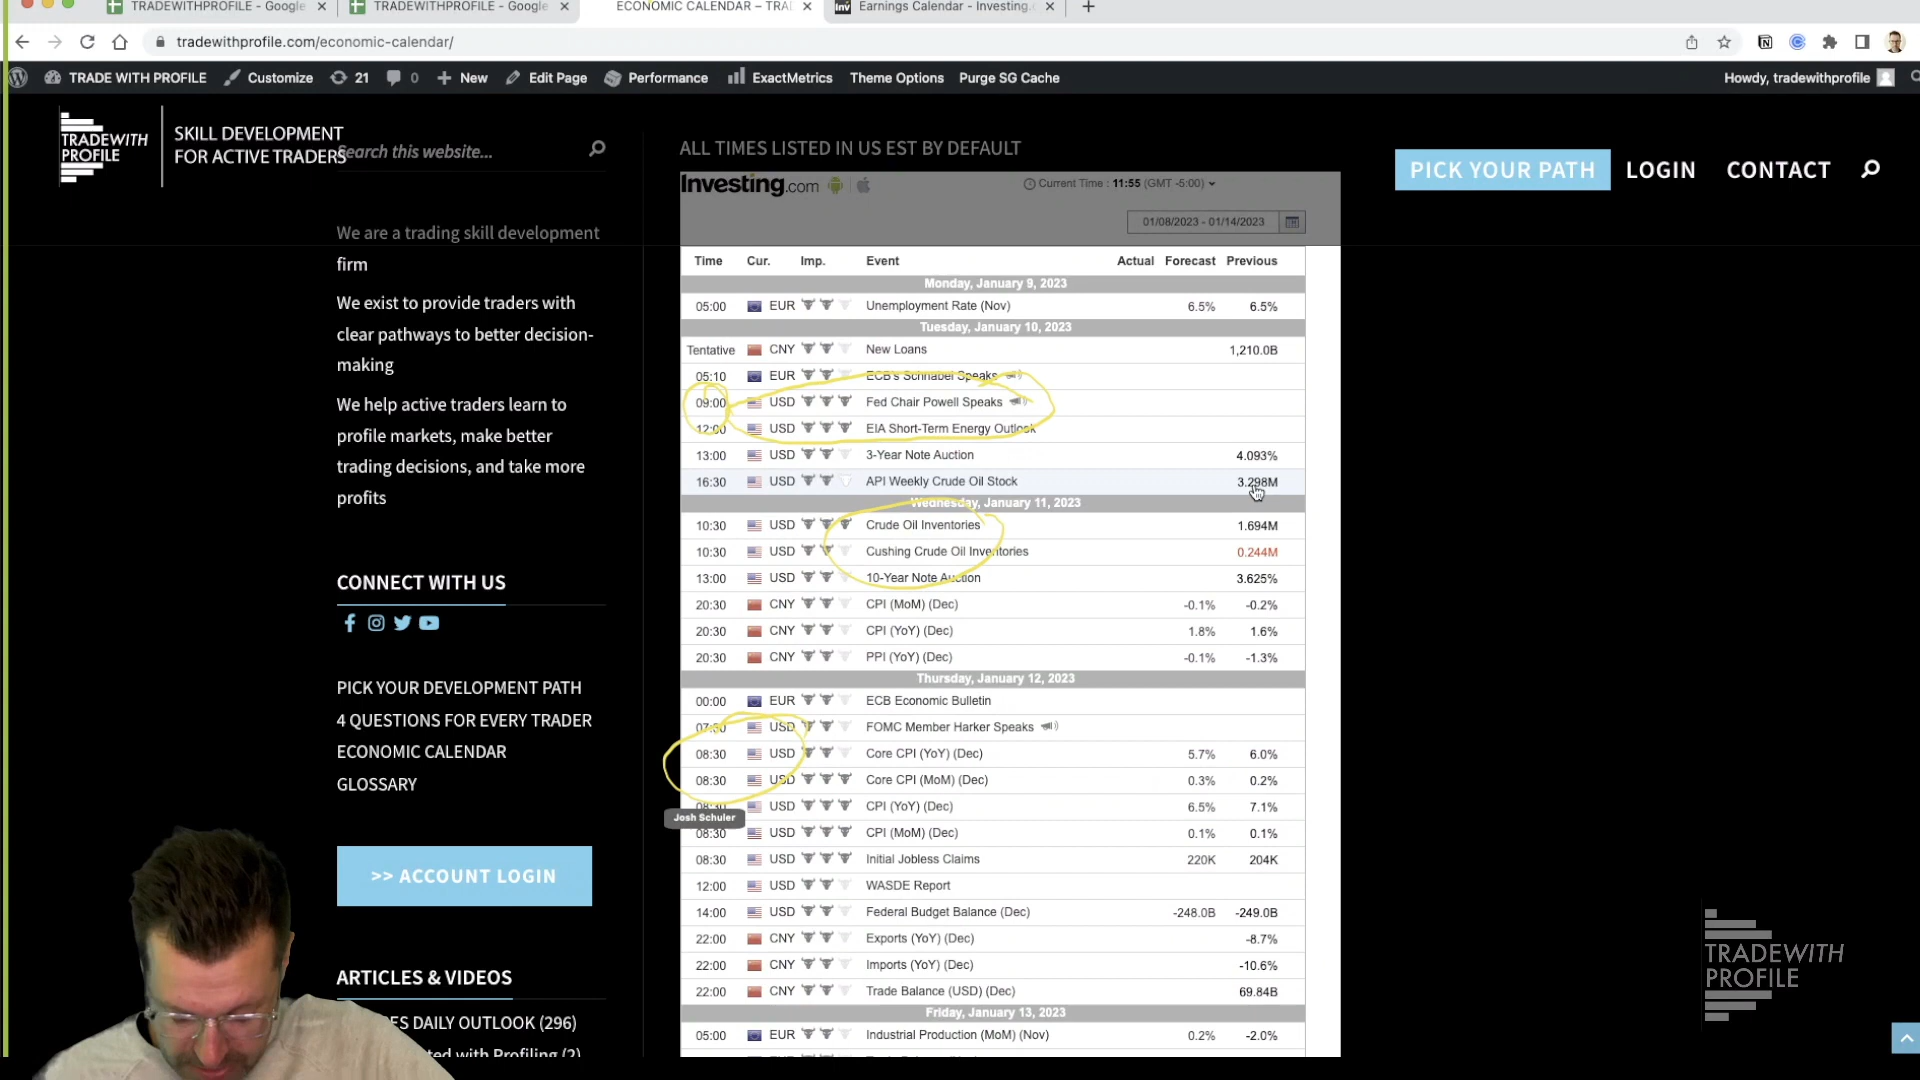 TRADEWITHPROFILE - Google
TRADEWITHPROFILE - Google
ECONOMIC CALENDAR – TRA
Inv
Earnings Calendar - Investing.
tradewithprofile.com/economic-calendar/
TRADE WITH PROFILE
Customize
21
0
New
Edit Page
Performance
ExactMetrics
Theme Options
Purge SG Cache
Howdy, tradewithprofile
TRADEWITH
PROFILE
SKILL DEVELOPMENT
FOR ACTIVE TRADERS
Search this website...
PICK YOUR PATH
LOGIN
CONTACT
We are a trading skill development
firm
We exist to provide traders with
clear pathways to better decision-
making
We help active traders learn to
profile markets, make better
trading decisions, and take more
profits
CONNECT WITH US
PICK YOUR DEVELOPMENT PATH
4 QUESTIONS FOR EVERY TRADER
ECONOMIC CALENDAR
GLOSSARY
>> ACCOUNT LOGIN
ARTICLES & VIDEOS
ES DAILY OUTLOOK (296)
ted with Profiling (2)
ALL TIMES LISTED IN US EST BY DEFAULT
Investing.com
Current Time : 11:55 (GMT -5:00)
01/08/2023 - 01/14/2023
Time Cur. Imp. Event Actual Forecast Previous
Monday, January 9, 2023
05:00 EUR Unemployment Rate (Nov) 6.5% 6.5%
Tuesday, January 10, 2023
Tentative CNY New Loans 1,210.0B
05:10 EUR ECB's Schnabel Speaks
09:00 USD Fed Chair Powell Speaks
12:00 USD EIA Short-Term Energy Outlook
13:00 USD 3-Year Note Auction 4.093%
16:30 USD API Weekly Crude Oil Stock 3.298M
Wednesday, January 11, 2023
10:30 USD Crude Oil Inventories 1.694M
10:30 USD Cushing Crude Oil Inventories 0.244M
13:00 USD 10-Year Note Auction 3.625%
20:30 CNY CPI (MoM) (Dec) -0.1% -0.2%
20:30 CNY CPI (YoY) (Dec) 1.8% 1.6%
20:30 CNY PPI (YoY) (Dec) -0.1% -1.3%
Thursday, January 12, 2023
00:00 EUR ECB Economic Bulletin
07:30 USD FOMC Member Harker Speaks
08:30 USD Core CPI (YoY) (Dec) 5.7% 6.0%
08:30 USD Core CPI (MoM) (Dec) 0.3% 0.2%
08:30 USD CPI (YoY) (Dec) 6.5% 7.1%
Josh Schuler
08:30 USD CPI (MoM) (Dec) 0.1% 0.1%
08:30 USD Initial Jobless Claims 220K 204K
12:00 USD WASDE Report
14:00 USD Federal Budget Balance (Dec) -248.0B -249.0B
22:00 CNY Exports (YoY) (Dec) -8.7%
22:00 CNY Imports (YoY) (Dec) -10.6%
22:00 CNY Trade Balance (USD) (Dec) 69.84B
Friday, January 13, 2023
05:00 EUR Industrial Production (MoM) (Nov) 0.2% -2.0%
TRADEWITH
PROFILE